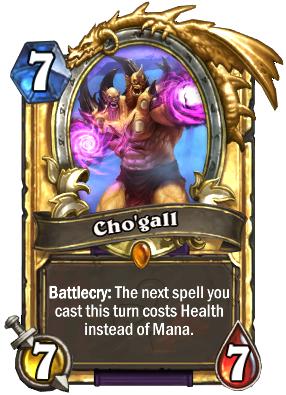 7
Cho'gall
Battlecry: The next spell you
cast this turn costs Health
instead of Mana.
7
7